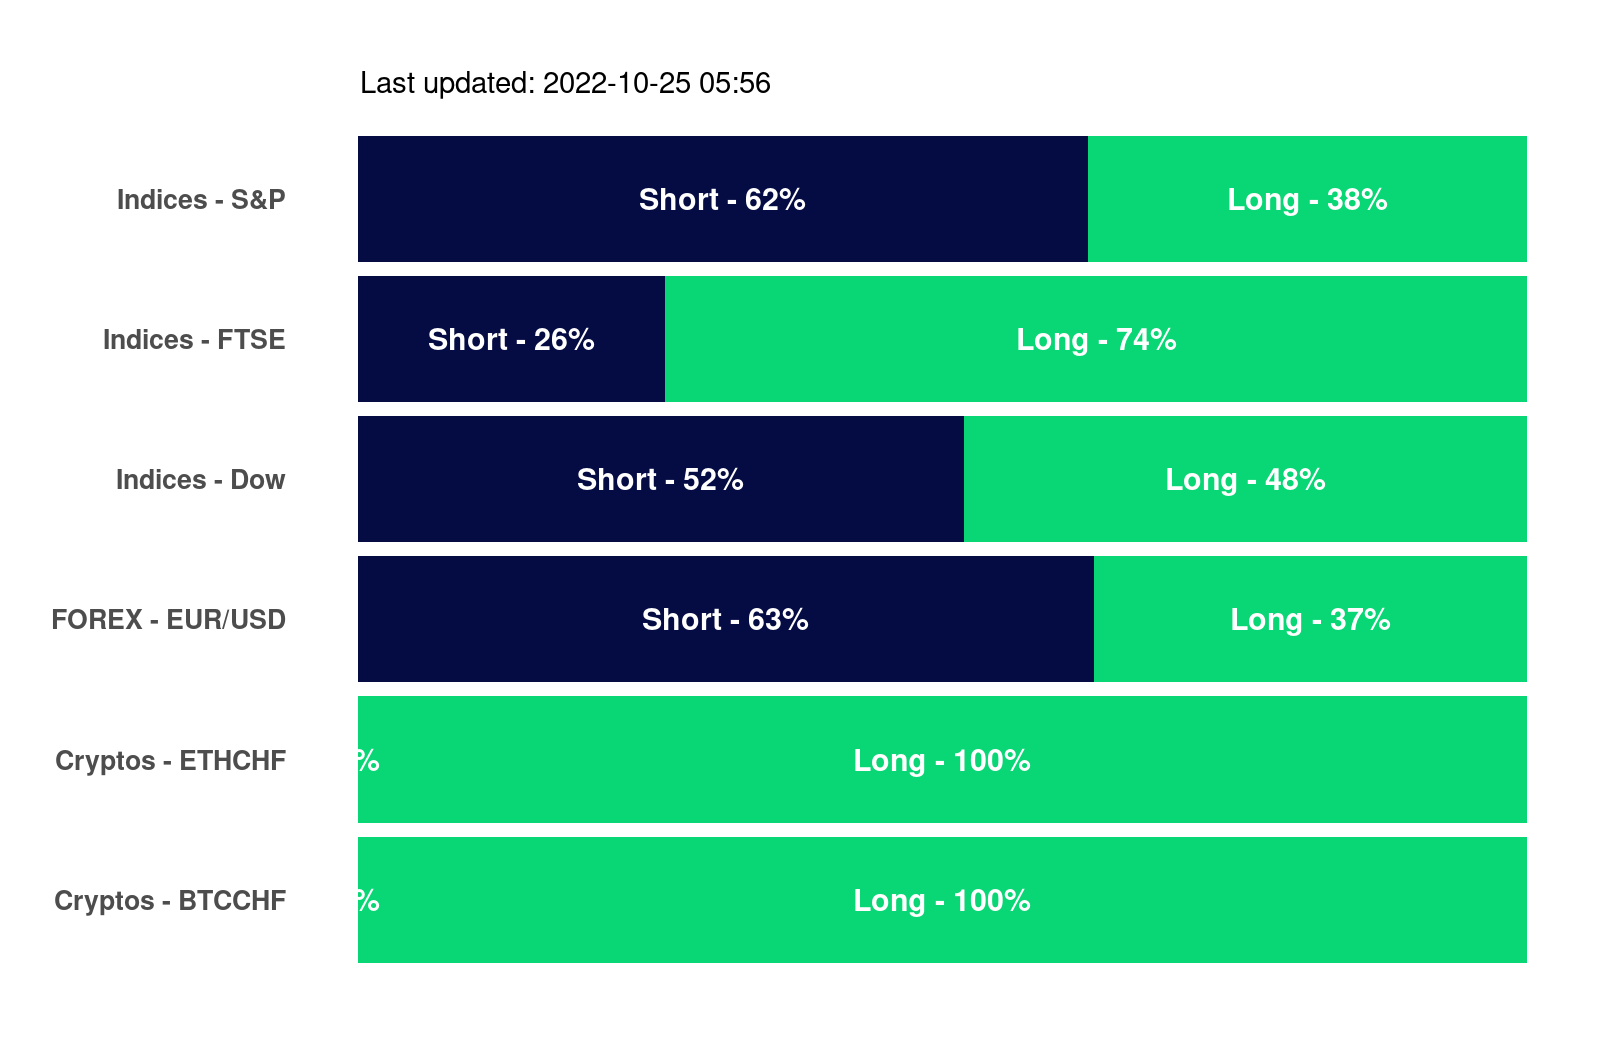 Last updated: 2022-10-25 05:56
Indices - S&P Short - 62% Long - 38%
Indices - FTSE Short - 26% Long - 74%
Indices - Dow Short - 52% Long - 48%
FOREX - EUR/USD Short - 63% Long - 37%
Cryptos - ETHCHF % Long - 100%
Cryptos - BTCCHF % Long - 100%